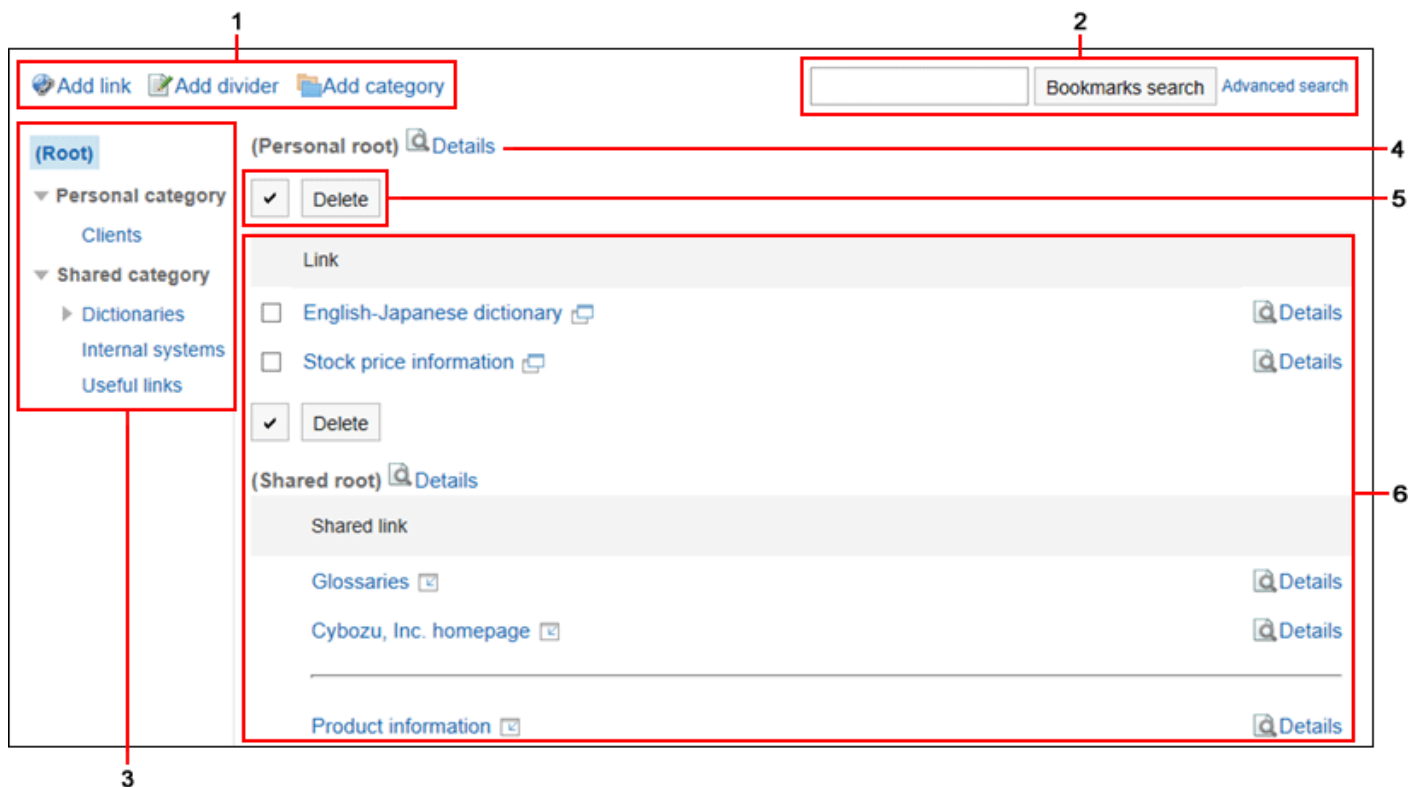 1 2
Add link Add divider Add category Bookmarks search Advanced search
(Root)
Personal category
Clients
Shared category
Dictionaries
Internal systems
Useful links
3
(Personal root) Details 4
Delete 5
Link
English-Japanese dictionary Details
Stock price information Details
Delete
(Shared root) Details
6
Shared link
Glossaries Details
Cybozu, Inc. homepage Details
Product information Details